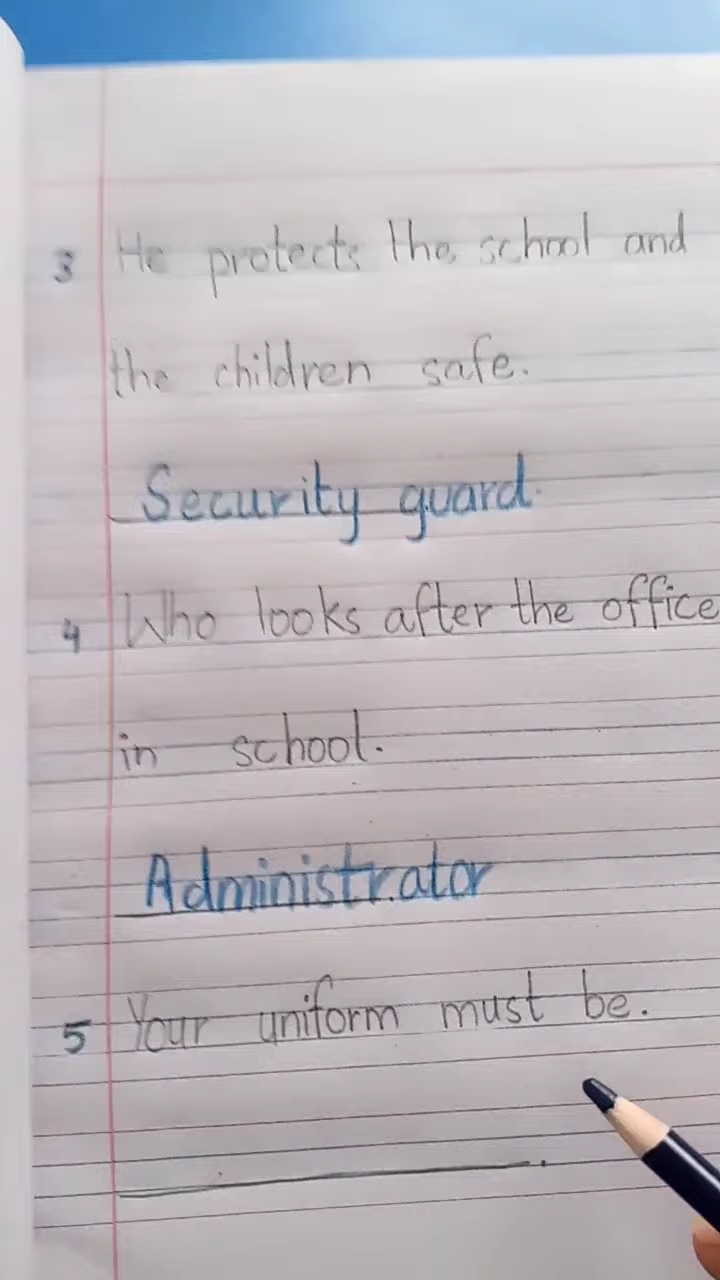 3 He protects the school and
the children safe.
Security guard.
4 Who looks after the office
in school.
Administrator
5 Your uniform must be.